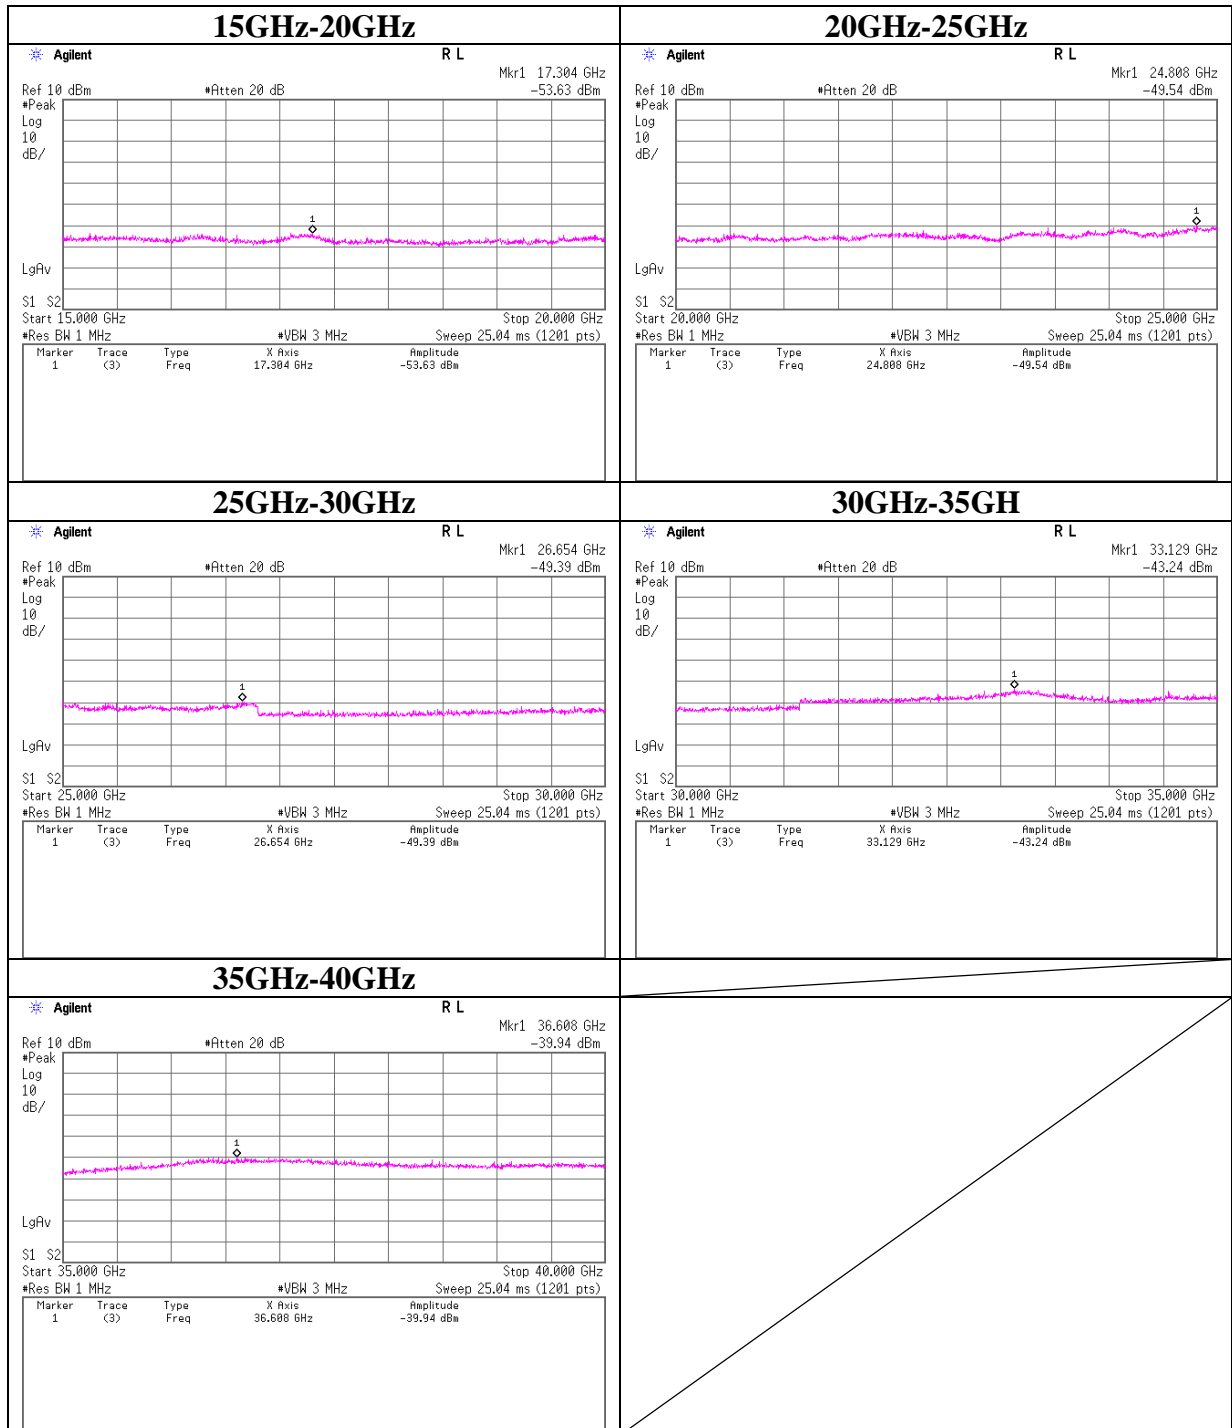 15GHz-20GHz
Agilent R L
Mkr1 17.304 GHz
Ref 10 dBm #Atten 20 dB -53.63 dBm
#Peak
Log
10
dB/
1
LgAv
S1 S2
Start 15.000 GHz Stop 20.000 GHz
#Res BW 1 MHz #VBW 3 MHz Sweep 25.04 ms (1201 pts)
Marker Trace Type X Axis Amplitude
1 (3) Freq 17.304 GHz -53.63 dBm
20GHz-25GHz
Agilent R L
Mkr1 24.808 GHz
Ref 10 dBm #Atten 20 dB -49.54 dBm
#Peak
Log
10
dB/
1
LgAv
S1 S2
Start 20.000 GHz Stop 25.000 GHz
#Res BW 1 MHz #VBW 3 MHz Sweep 25.04 ms (1201 pts)
Marker Trace Type X Axis Amplitude
1 (3) Freq 24.808 GHz -49.54 dBm
25GHz-30GHz
Agilent R L
Mkr1 26.654 GHz
Ref 10 dBm #Atten 20 dB -49.39 dBm
#Peak
Log
10
dB/
1
LgAv
S1 S2
Start 25.000 GHz Stop 30.000 GHz
#Res BW 1 MHz #VBW 3 MHz Sweep 25.04 ms (1201 pts)
Marker Trace Type X Axis Amplitude
1 (3) Freq 26.654 GHz -49.39 dBm
30GHz-35GH
Agilent R L
Mkr1 33.129 GHz
Ref 10 dBm #Atten 20 dB -43.24 dBm
#Peak
Log
10
dB/
1
LgAv
S1 S2
Start 30.000 GHz Stop 35.000 GHz
#Res BW 1 MHz #VBW 3 MHz Sweep 25.04 ms (1201 pts)
Marker Trace Type X Axis Amplitude
1 (3) Freq 33.129 GHz -43.24 dBm
35GHz-40GHz
Agilent R L
Mkr1 36.608 GHz
Ref 10 dBm #Atten 20 dB -39.94 dBm
#Peak
Log
10
dB/
1
LgAv
S1 S2
Start 35.000 GHz Stop 40.000 GHz
#Res BW 1 MHz #VBW 3 MHz Sweep 25.04 ms (1201 pts)
Marker Trace Type X Axis Amplitude
1 (3) Freq 36.608 GHz -39.94 dBm